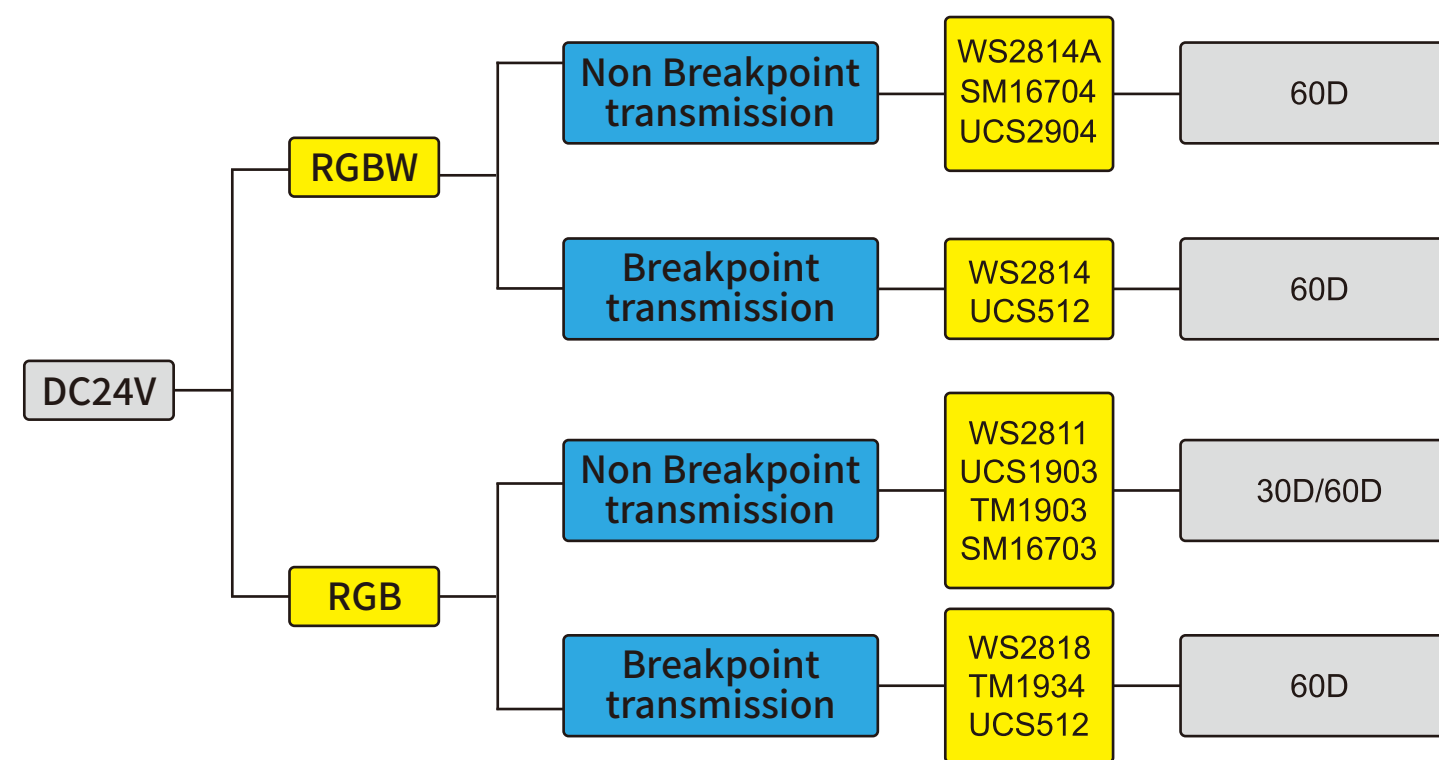 DC24V
RGBW
Non Breakpoint
transmission
WS2814A
SM16704
UCS2904
60D
Breakpoint
transmission
WS2814
UCS512
60D
RGB
Non Breakpoint
transmission
WS2811
UCS1903
TM1903
SM16703
30D/60D
Breakpoint
transmission
WS2818
TM1934
UCS512
60D